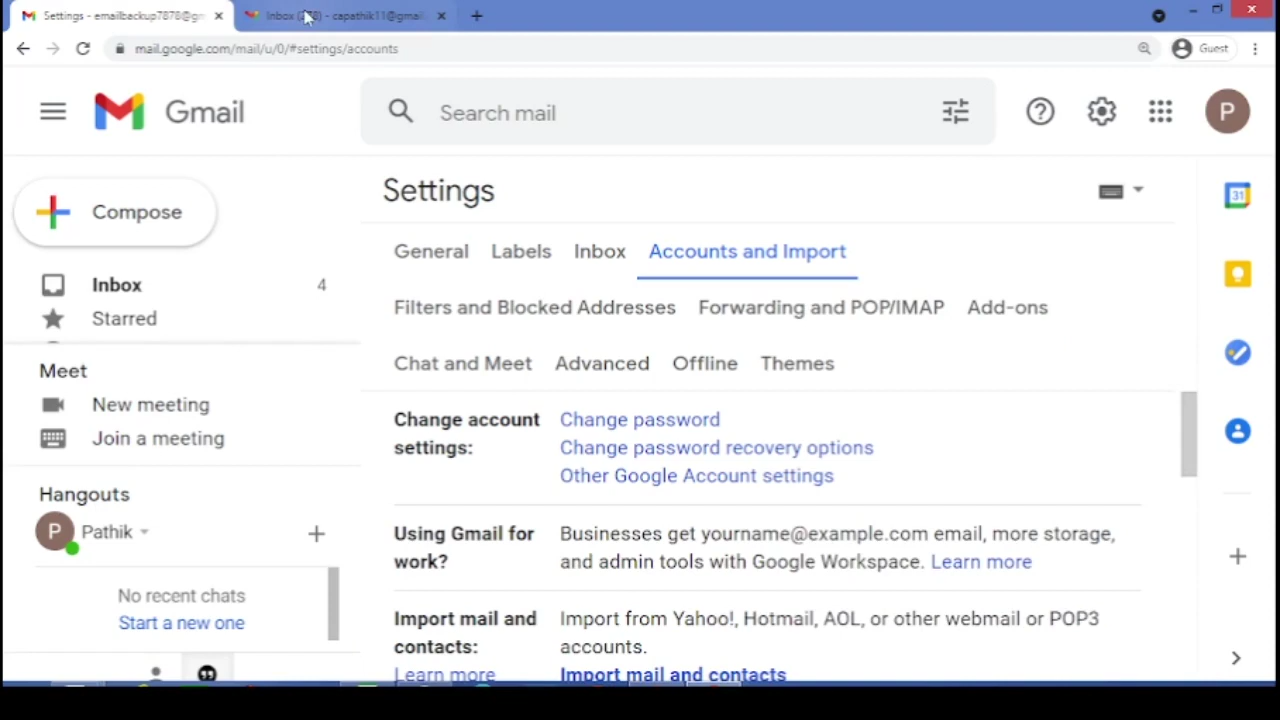 Settings - emailbackup7878@gm
Inbox - capathik11@gmail
mail.google.com/mail/u/0/#settings/accounts
Guest
Gmail
Search mail
P
Compose
Inbox 4
Starred
Meet
New meeting
Join a meeting
Hangouts
P Pathik
No recent chats
Start a new one
Settings
General Labels Inbox Accounts and Import
Filters and Blocked Addresses Forwarding and POP/IMAP Add-ons
Chat and Meet Advanced Offline Themes
Change account settings:
Change password
Change password recovery options
Other Google Account settings
Using Gmail for work?
Businesses get yourname@example.com email, more storage,
and admin tools with Google Workspace. Learn more
Import mail and contacts:
Learn more
Import from Yahoo!, Hotmail, AOL, or other webmail or POP3
accounts.
Import mail and contacts
31